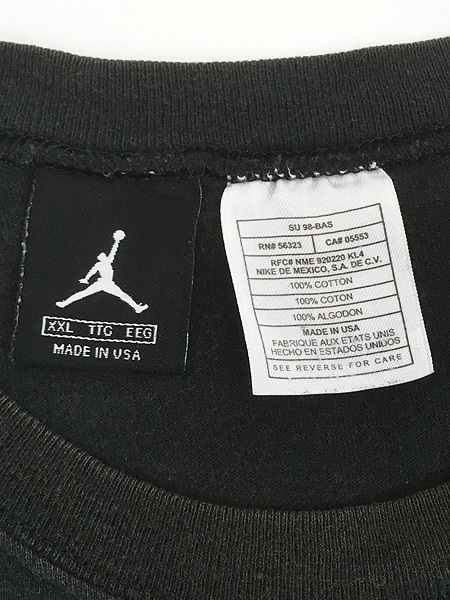 XXL TTG EEG
MADE IN USA
SU 98-BAS
RN# 56323 CA# 05553
RFC# NME 920220 KL4
NIKE DE MEXICO, S.A. DE C.V.
100% COTTON
100% COTON
100% ALGODON
MADE IN USA
FABRIQUE AUX ETATS UNIS
HECHO EN ESTADOS UNIDOS
SEE REVERSE FOR CARE